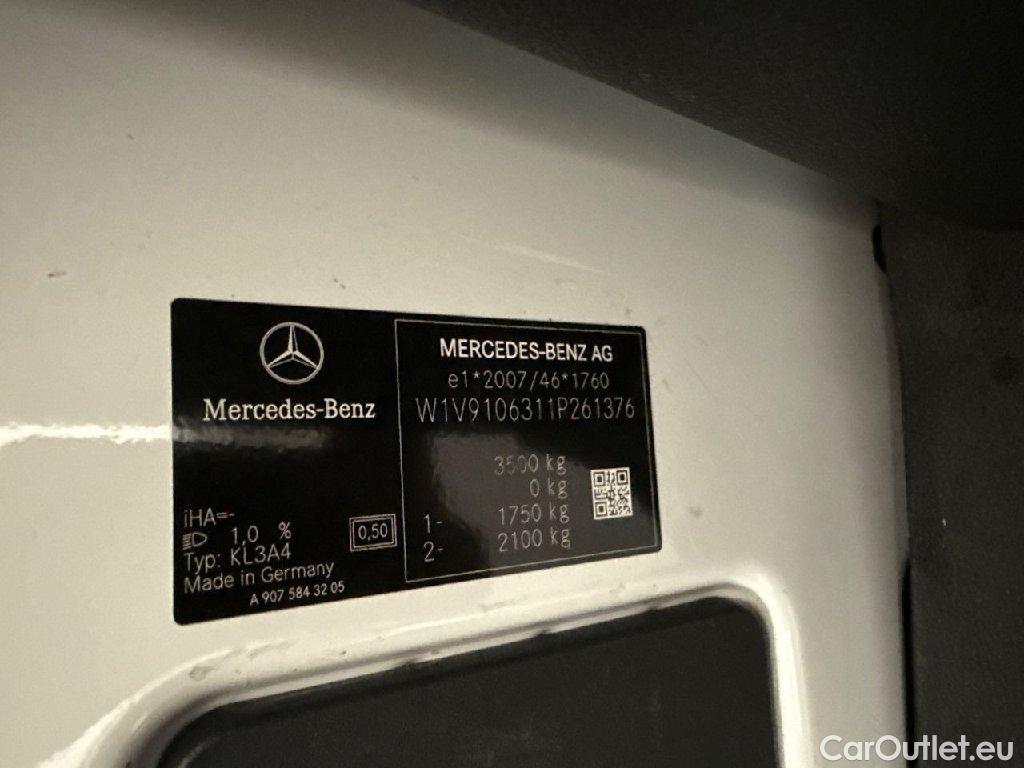 Mercedes-Benz
iHA=-
1,0 %
0,50
Typ: KL3A4
Made in Germany
A 907 584 32 05
MERCEDES-BENZ AG
e1*2007/46*1760
W1V9106311P261376
3500 kg
0 kg
1- 1750 kg
2- 2100 kg
CarOutlet.eu